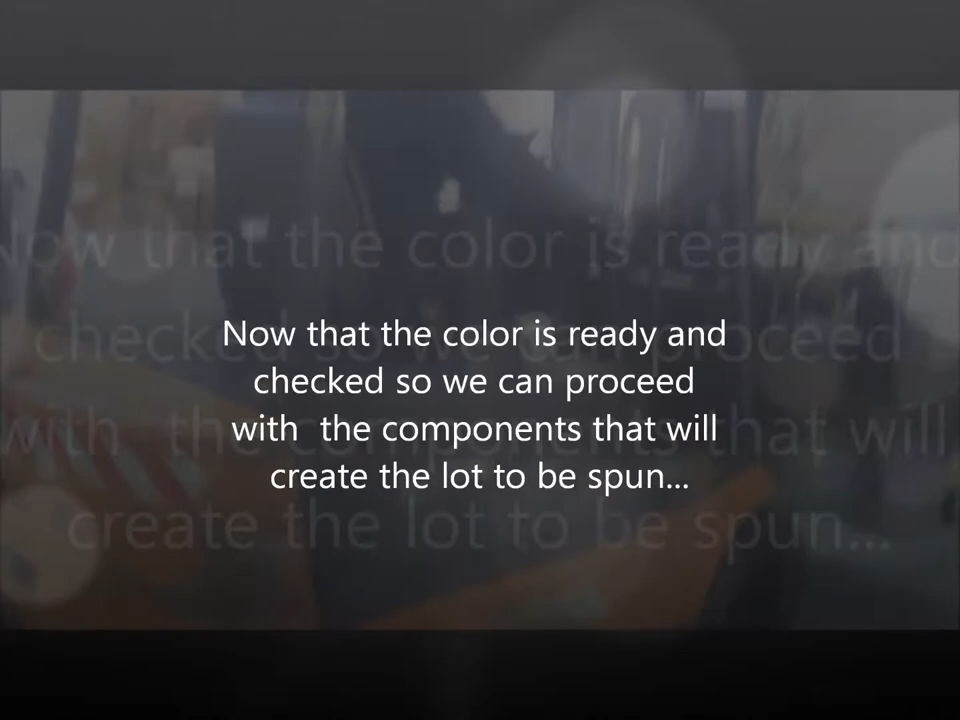 Now that the color is ready and
checked so we can proceed
with  the components that will
create the lot to be spun...